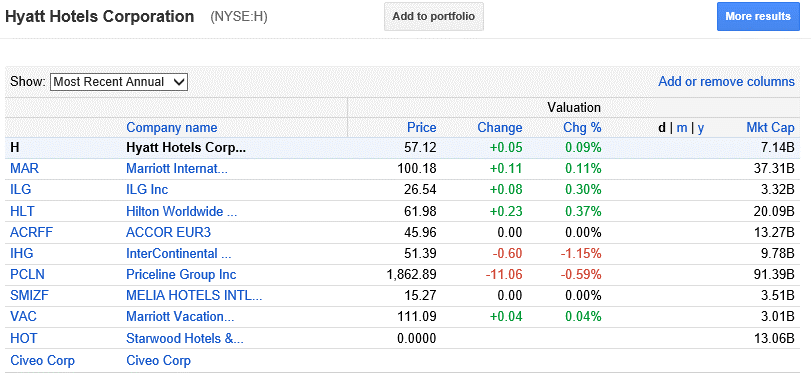 Hyatt Hotels Corporation (NYSE:H) Add to portfolio More results
Show: Most Recent Annual Add or remove columns
Valuation
Company name Price Change Chg % d | m | y Mkt Cap
H Hyatt Hotels Corp... 57.12 +0.05 0.09% 7.14B
MAR Marriott Internat... 100.18 +0.11 0.11% 37.31B
ILG ILG Inc 26.54 +0.08 0.30% 3.32B
HLT Hilton Worldwide ... 61.98 +0.23 0.37% 20.09B
ACRFF ACCOR EUR3 45.96 0.00 0.00% 13.27B
IHG InterContinental ... 51.39 -0.60 -1.15% 9.78B
PCLN Priceline Group Inc 1,862.89 -11.06 -0.59% 91.39B
SMIZF MELIA HOTELS INTL... 15.27 0.00 0.00% 3.51B
VAC Marriott Vacation... 111.09 +0.04 0.04% 3.01B
HOT Starwood Hotels &... 0.0000 13.06B
Civeo Corp Civeo Corp